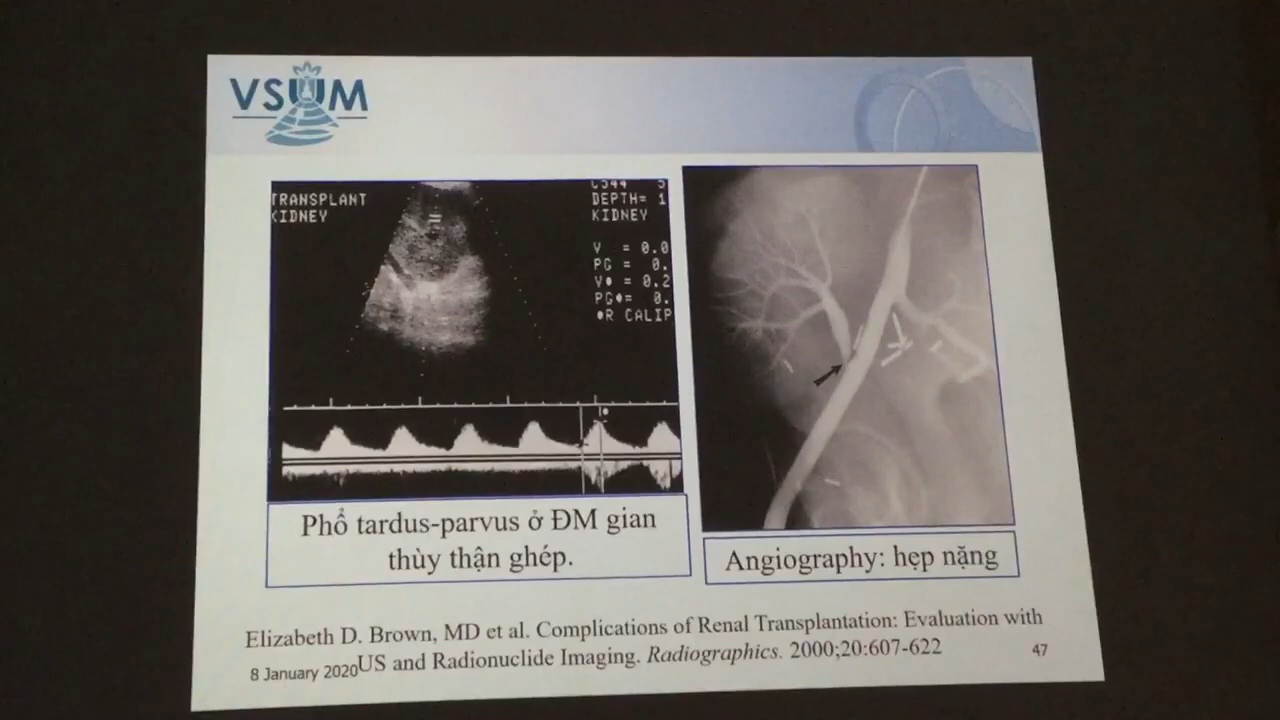 VSUM
TRANSPLANT
KIDNEY
DEPTH= 1
KIDNEY
V = 0.0
PG = 0.
V• = 0.2
PG•= 0.
•R CALIP
Phổ tardus-parvus ở ĐM gian
thùy thận ghép.
Angiography: hẹp nặng
Elizabeth D. Brown, MD et al. Complications of Renal Transplantation: Evaluation with
US and Radionuclide Imaging. Radiographics. 2000;20:607-622
8 January 2020
47